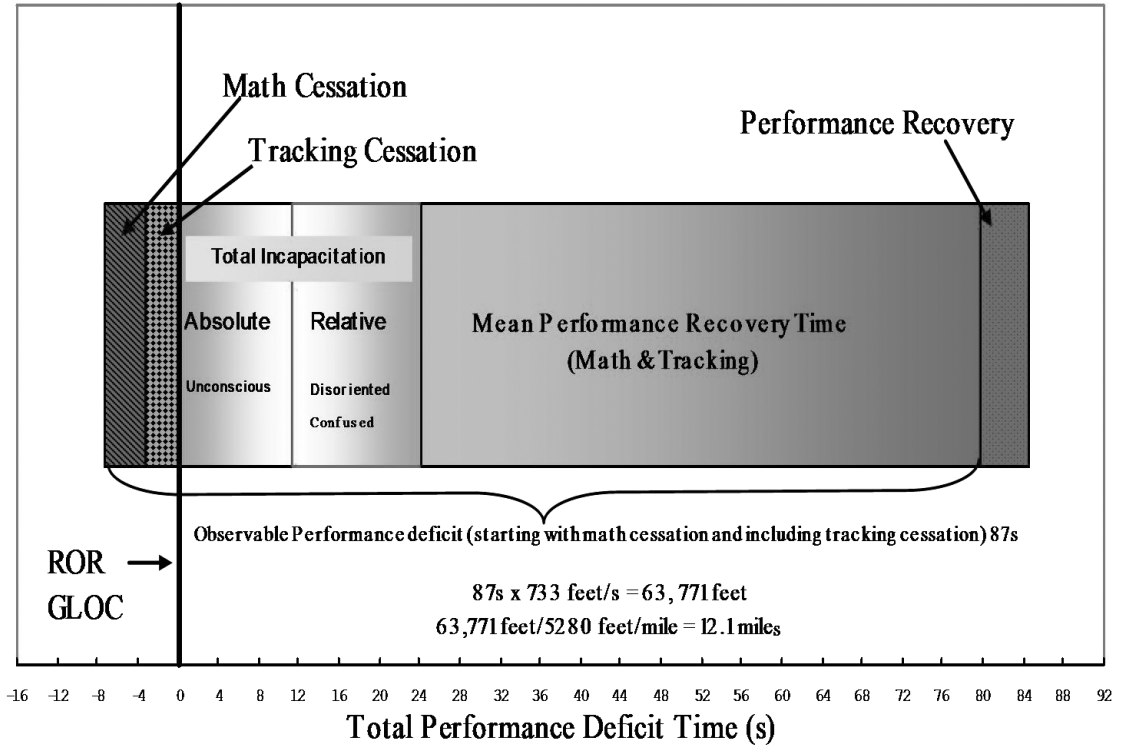 Math Cessation
Tracking Cessation
Performance Recovery
Total Incapacitation
Absolute
Relative
Unconscious
Disoriented
Confused
Mean Performance Recovery Time
(Math & Tracking)
Observable Performance deficit (starting with math cessation and including tracking cessation) 87s
ROR
GLOC
87s x 733 feet/s = 63, 771 feet
63,771 feet/5280 feet/mile = 12.1 miles
-16 -12 -8 -4 0 4 8 12 16 20 24 28 32 36 40 44 48 52 56 60 64 68 72 76 80 84 88 92
Total Performance Deficit Time (s)